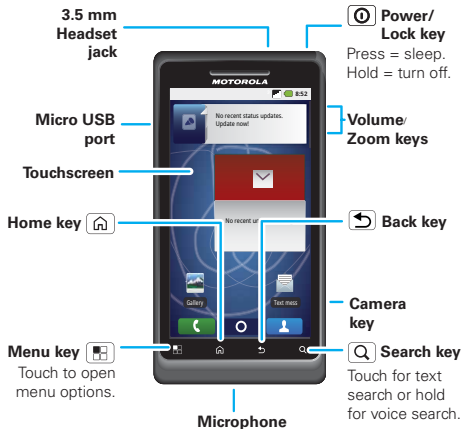 3.5 mm
Headset
jack
Power/
Lock key
Press = sleep.
Hold = turn off.
MOTOROLA
8:52
No recent status updates.
Update now!
Micro USB
port
Volume/
Zoom keys
Touchscreen
Home key
No recent
Back key
Gallery
Text mess
Camera
key
Menu key
Touch to open
menu options.
Search key
Touch for text
search or hold
for voice search.
Microphone